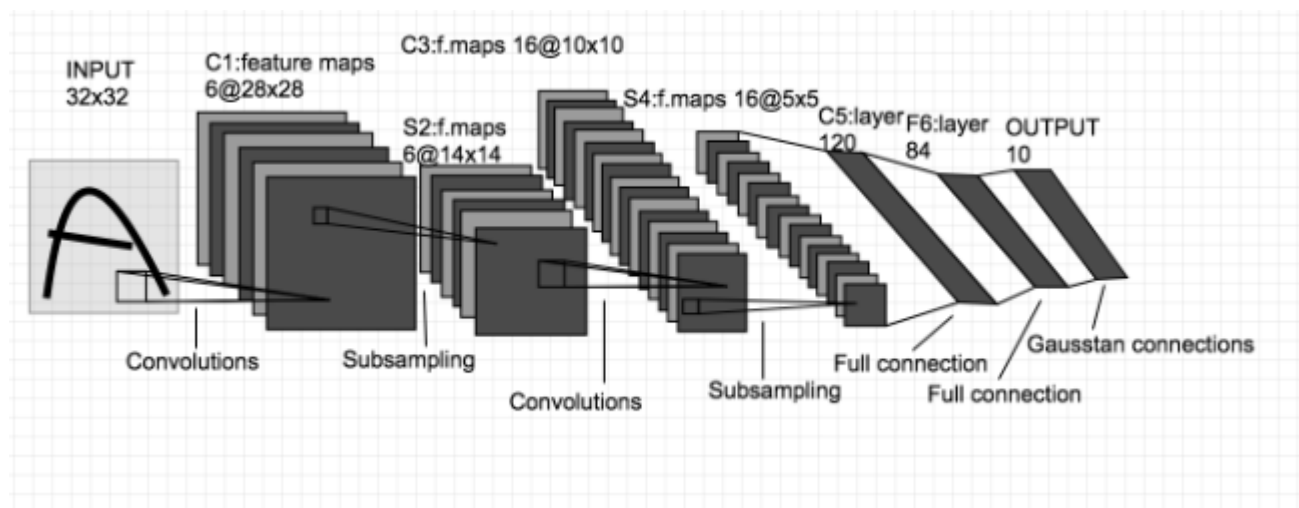 INPUT
32x32
C1:feature maps
6@28x28
C3:f.maps 16@10x10
S2:f.maps
6@14x14
S4:f.maps 16@5x5
C5:layer
120
F6:layer
84
OUTPUT
10
Convolutions
Subsampling
Convolutions
Subsampling
Full connection
Full connection
Gausstan connections